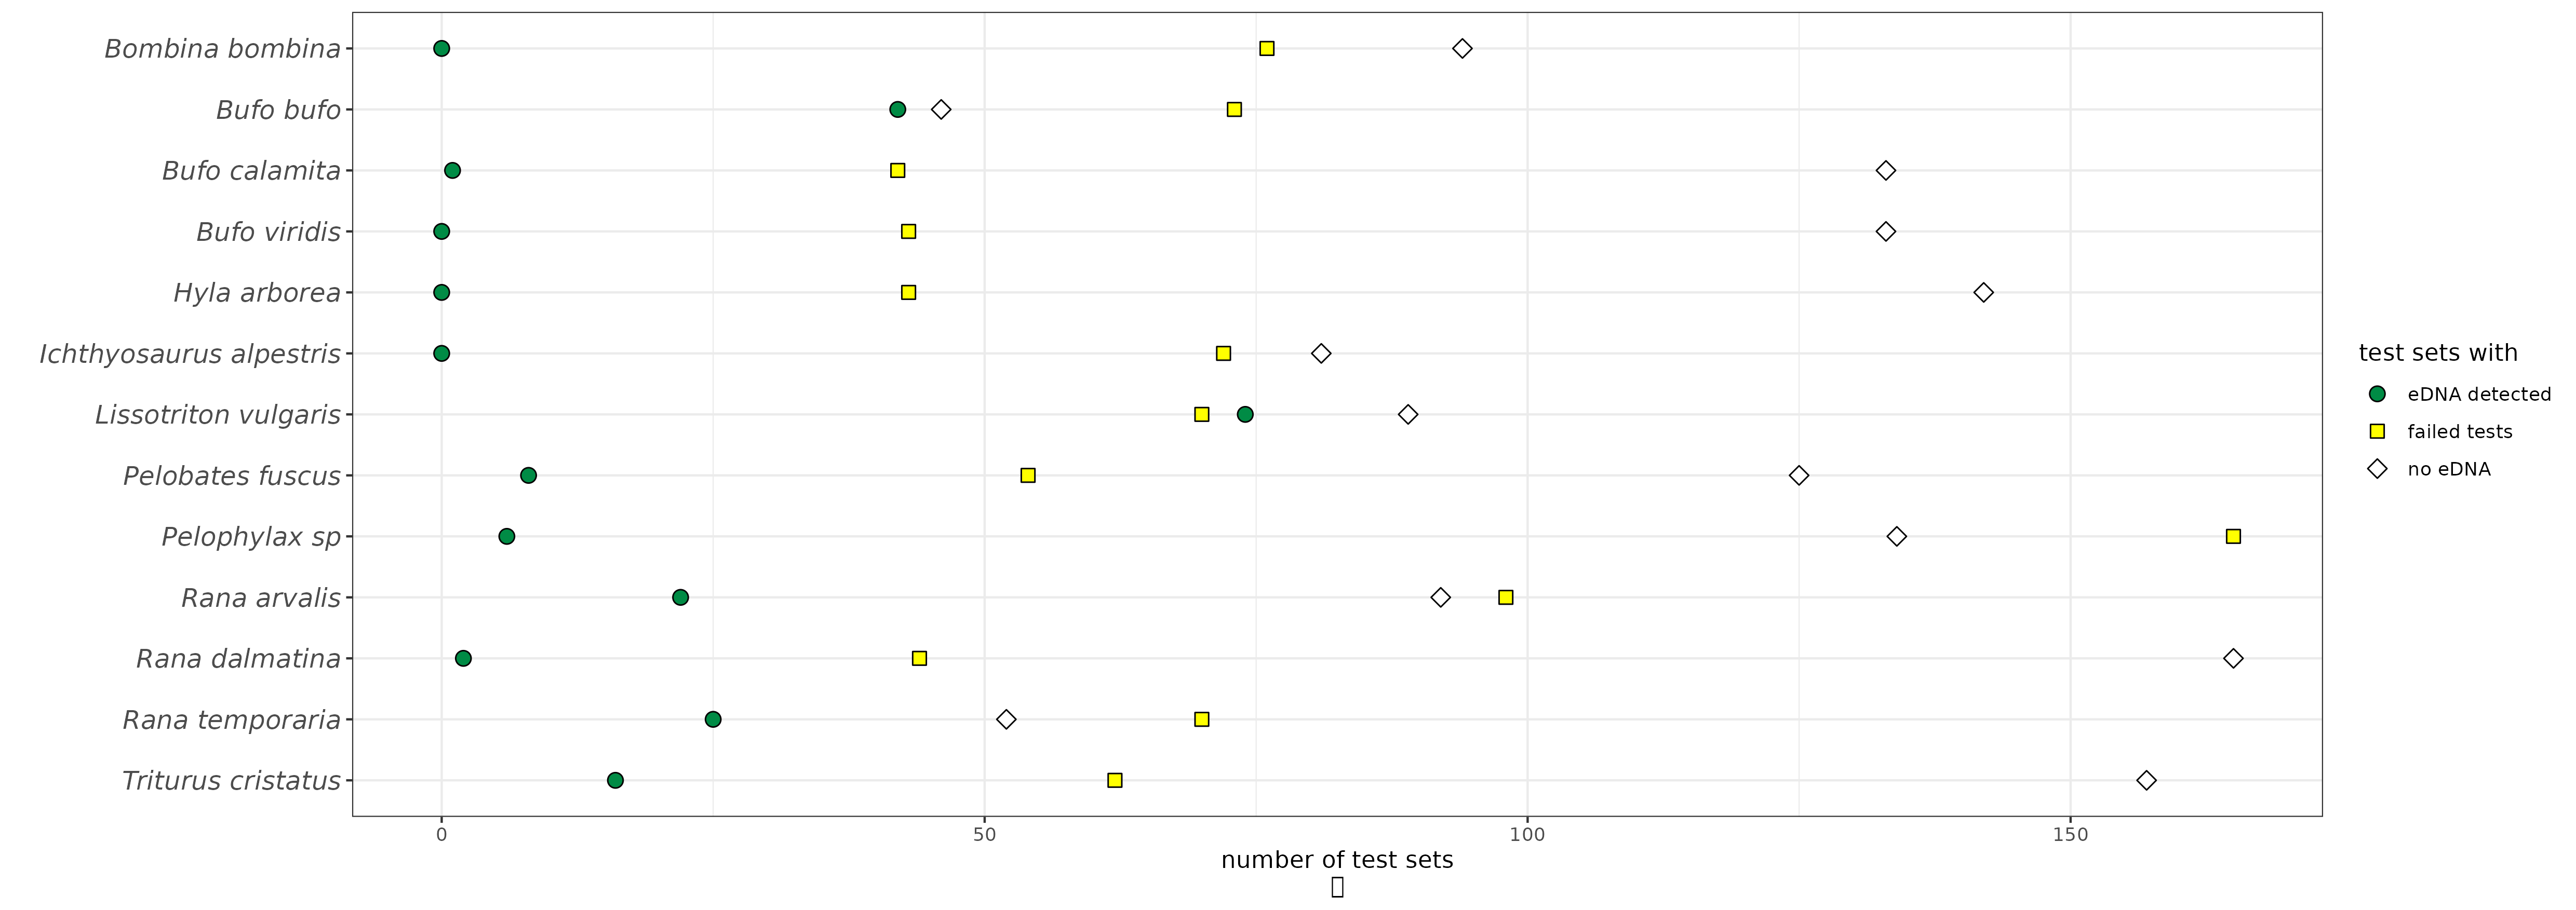 Bombina bombina
Bufo bufo
Bufo calamita
Bufo viridis
Hyla arborea
Ichthyosaurus alpestris
Lissotriton vulgaris
Pelobates fuscus
Pelophylax sp
Rana arvalis
Rana dalmatina
Rana temporaria
Triturus cristatus
0 50 100 150
number of test sets
test sets with
eDNA detected
failed tests
no eDNA